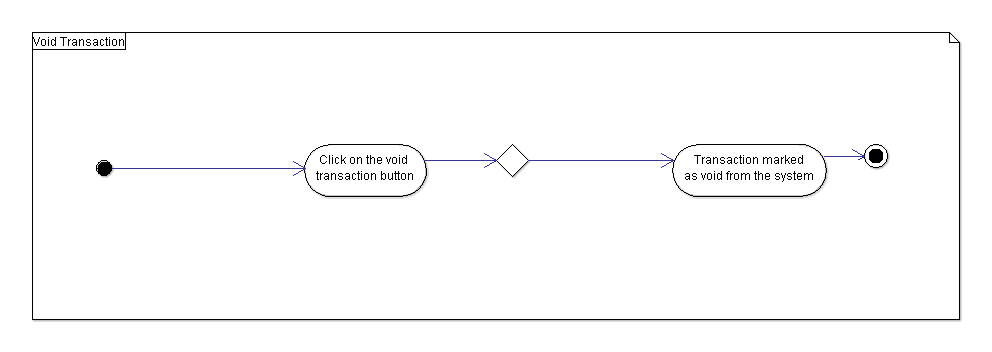 Void Transaction
Click on the void
transaction button
Transaction marked
as void from the system